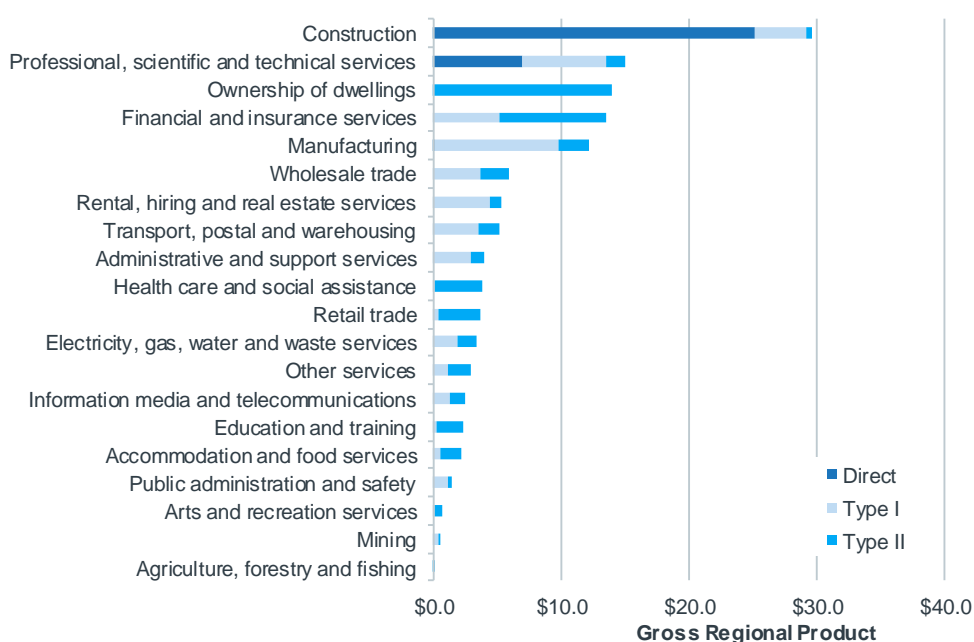 Construction
Professional, scientific and technical services
Ownership of dwellings
Financial and insurance services
Manufacturing
Wholesale trade
Rental, hiring and real estate services
Transport, postal and warehousing
Administrative and support services
Health care and social assistance
Retail trade
Electricity, gas, water and waste services
Other services
Information media and telecommunications
Education and training
Accommodation and food services
Public administration and safety
Arts and recreation services
Mining
Agriculture, forestry and fishing
Direct
Type I
Type II
$0.0 $10.0 $20.0 $30.0 $40.0
Gross Regional Product